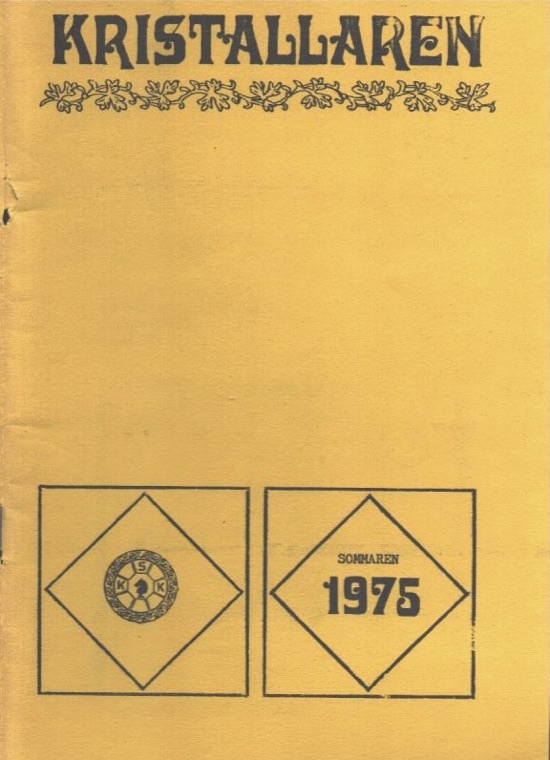 KRISTALLAREN
S
K K
SOMMAREN
1975